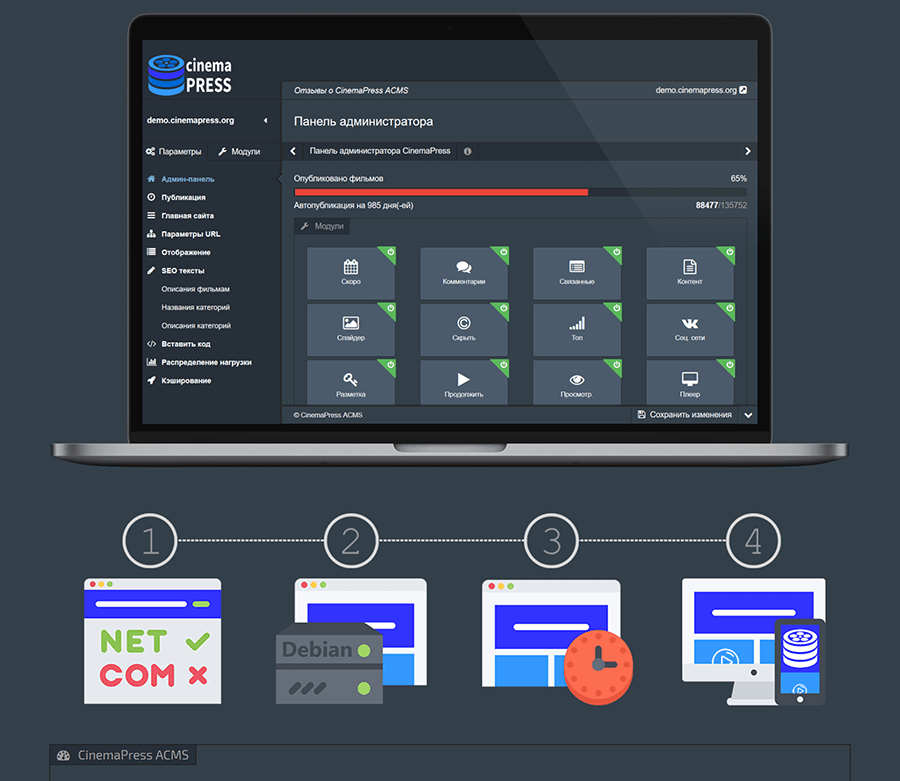 cinema
PRESS
Отзывы о CinemaPress ACMS
demo.cinemapress.org
demo.cinemapress.org
Панель администратора
Параметры
Модули
Панель администратора CinemaPress
Админ-панель
Публикация
Главная сайта
Параметры URL
Отображение
SEO тексты
Описания фильмам
Названия категорий
Описания категорий
Вставить код
Распределение нагрузки
Кэширование
Опубликовано фильмов
65%
Автопубликация на 985 дня(-ей)
88477/135752
Модули
Скоро
Комментарии
Связанные
Контент
Слайдер
Скрыть
Топ
Соц. сети
Разметка
Продолжить
Просмотр.
Плеер
© CinemaPress ACMS
Сохранить изменения
1
2
3
4
NET
COM
Debian
CinemaPress ACMS